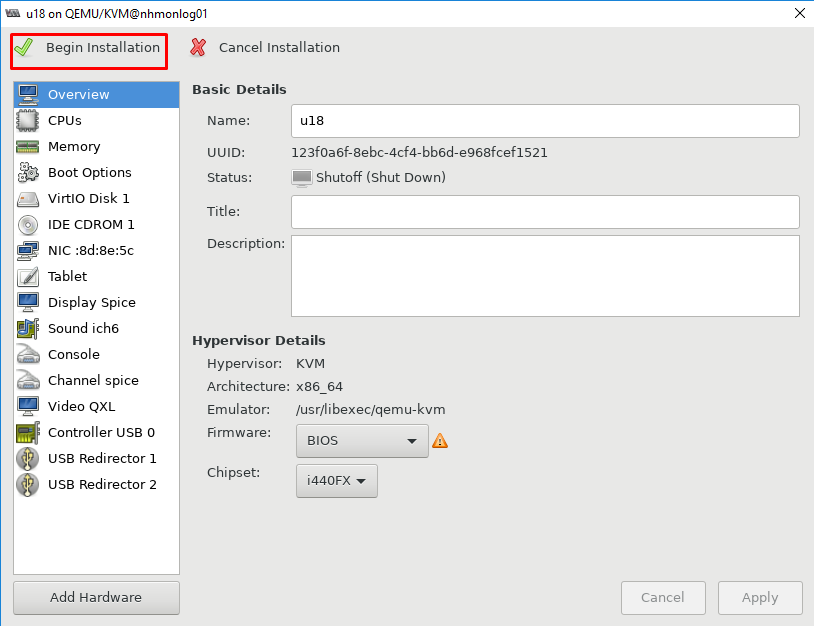 u18 on QEMU/KVM@nhmonlog01
Begin Installation
Cancel Installation
Overview
CPUs
Memory
Boot Options
VirtIO Disk 1
IDE CDROM 1
NIC :8d:8e:5c
Tablet
Display Spice
Sound ich6
Console
Channel spice
Video QXL
Controller USB 0
USB Redirector 1
USB Redirector 2
Add Hardware
Basic Details
Name: u18
UUID: 123f0a6f-8ebc-4cf4-bb6d-e968fcef1521
Status: Shutoff (Shut Down)
Title:
Description:
Hypervisor Details
Hypervisor: KVM
Architecture: x86_64
Emulator: /usr/libexec/qemu-kvm
Firmware: BIOS
Chipset: i440FX
Cancel
Apply